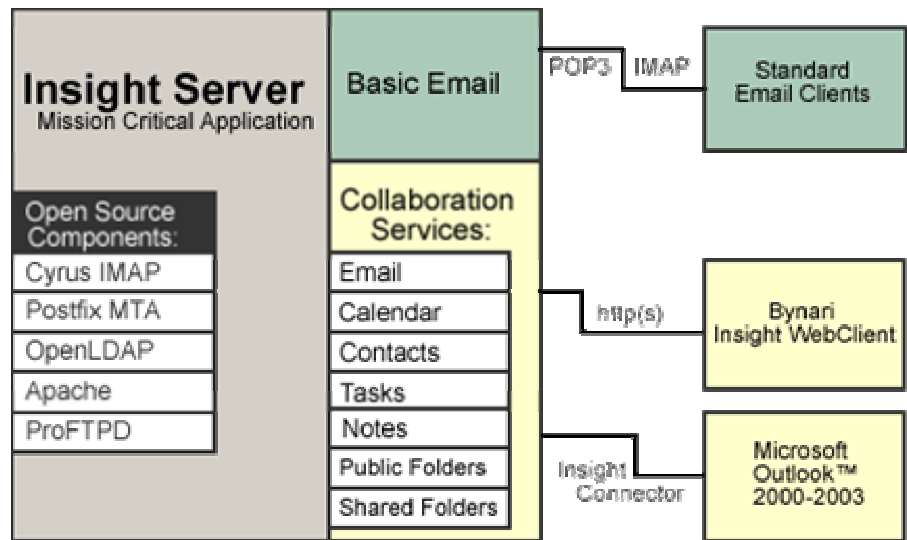 Insight Server
Mission Critical Application
Open Source
Components:
Cyrus IMAP
Postfix MTA
OpenLDAP
Apache
ProFTPD
Basic Email
Collaboration
Services:
Email
Calendar
Contacts
Tasks
Notes
Public Folders
Shared Folders
POP3 IMAP
Standard
Email Clients
http(s)
Bynari
Insight WebClient
Insight
Connector
Microsoft
Outlook™
2000-2003